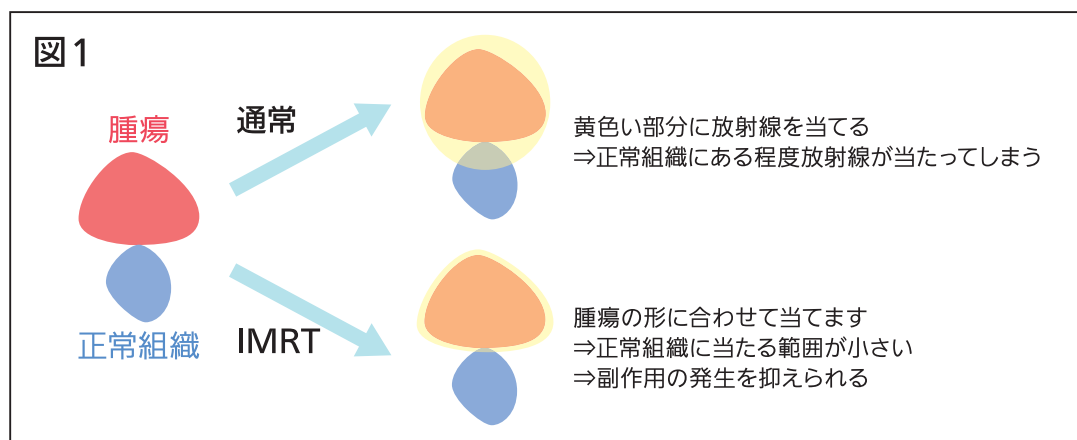 図1
腫瘍
正常組織
通常
黄色い部分に放射線を当てる
⇒正常組織にある程度放射線が当たってしまう
IMRT
腫瘍の形に合わせて当てます
⇒正常組織に当たる範囲が小さい
⇒副作用の発生を抑えられる